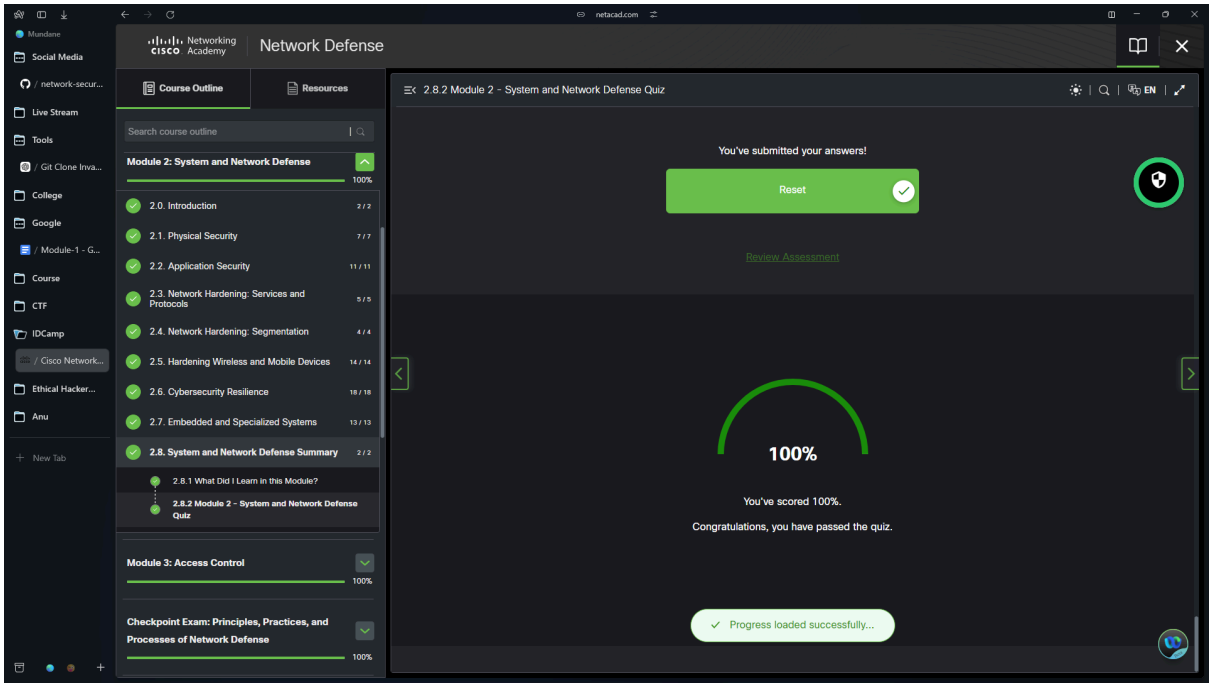 netacad.com
Mundane
Social Media
/ network-secur...
Live Stream
Tools
/ Git Clone Inva...
College
Google
/ Module-1 - G...
Course
CTF
IDCamp
/ Cisco Network...
Ethical Hacker...
Anu
New Tab
CISCO Networking Academy
Network Defense
Course Outline
Resources
Search course outline
Module 2: System and Network Defense
100%
2.0. Introduction 2 / 2
2.1. Physical Security 7 / 7
2.2. Application Security 11 / 11
2.3. Network Hardening: Services and
Protocols 5 / 5
2.4. Network Hardening: Segmentation 4 / 4
2.5. Hardening Wireless and Mobile Devices 14 / 14
2.6. Cybersecurity Resilience 18 / 18
2.7. Embedded and Specialized Systems 13 / 13
2.8. System and Network Defense Summary 2 / 2
2.8.1 What Did I Learn in this Module?
2.8.2 Module 2 - System and Network Defense
Quiz
Module 3: Access Control
100%
Checkpoint Exam: Principles, Practices, and
Processes of Network Defense
100%
2.8.2 Module 2 - System and Network Defense Quiz
EN
You've submitted your answers!
Reset
Review Assessment
100%
You've scored 100%.
Congratulations, you have passed the quiz.
Progress loaded successfully...